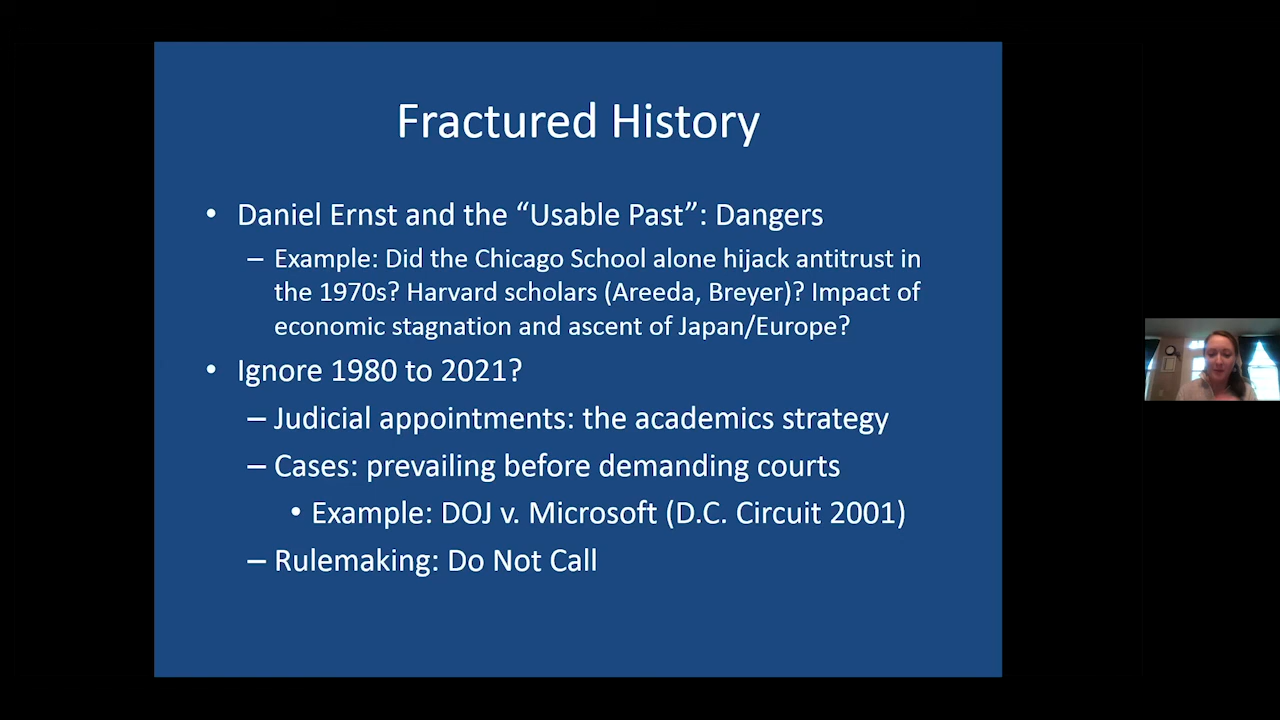 Fractured History
• Daniel Ernst and the “Usable Past”: Dangers
– Example: Did the Chicago School alone hijack antitrust in
the 1970s? Harvard scholars (Areeda, Breyer)? Impact of
economic stagnation and ascent of Japan/Europe?
• Ignore 1980 to 2021?
– Judicial appointments: the academics strategy
– Cases: prevailing before demanding courts
• Example: DOJ v. Microsoft (D.C. Circuit 2001)
– Rulemaking: Do Not Call